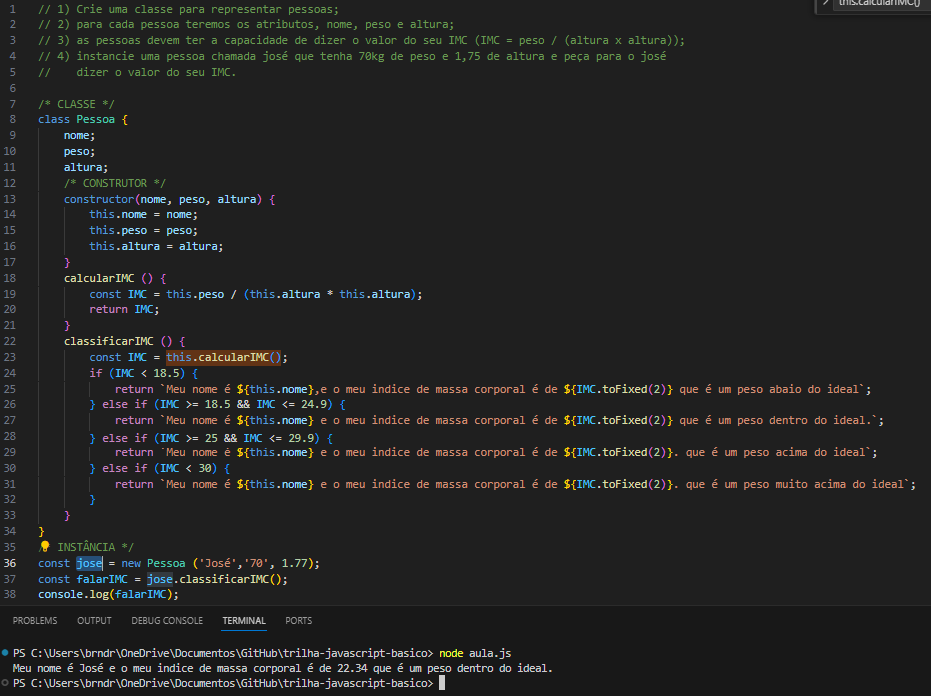 this.calcularIMC()
1 // 1) Crie uma classe para representar pessoas;
2 // 2) para cada pessoa teremos os atributos, nome, peso e altura;
3 // 3) as pessoas devem ter a capacidade de dizer o valor do seu IMC (IMC = peso / (altura x altura));
4 // 4) instancie uma pessoa chamada josé que tenha 70kg de peso e 1,75 de altura e peça para o josé
5 //    dizer o valor do seu IMC.
6
7 /* CLASSE */
8 class Pessoa {
9     nome;
10     peso;
11     altura;
12     /* CONSTRUTOR */
13     constructor(nome, peso, altura) {
14         this.nome = nome;
15         this.peso = peso;
16         this.altura = altura;
17     }
18     calcularIMC () {
19         const IMC = this.peso / (this.altura * this.altura);
20         return IMC;
21     }
22     classificarIMC () {
23         const IMC = this.calcularIMC();
24         if (IMC < 18.5) {
25             return `Meu nome é ${this.nome},e o meu indice de massa corporal é de ${IMC.toFixed(2)} que é um peso abaio do ideal`;
26         } else if (IMC >= 18.5 && IMC <= 24.9) {
27             return `Meu nome é ${this.nome} e o meu indice de massa corporal é de ${IMC.toFixed(2)} que é um peso dentro do ideal.`;
28         } else if (IMC >= 25 && IMC <= 29.9) {
29             return `Meu nome é ${this.nome} e o meu indice de massa corporal é de ${IMC.toFixed(2)}. que é um peso acima do ideal`;
30         } else if (IMC < 30) {
31             return `Meu nome é ${this.nome} e o meu indice de massa corporal é de ${IMC.toFixed(2)}. que é um peso muito acima do ideal`;
32         }
33     }
34 }
35 /* INSTÂNCIA */
36 const jose = new Pessoa ('José','70', 1.77);
37 const falarIMC = jose.classificarIMC();
38 console.log(falarIMC);
PROBLEMS OUTPUT DEBUG CONSOLE TERMINAL PORTS
PS C:\Users\brndr\OneDrive\Documentos\GitHub\trilha-javascript-basico> node aula.js
Meu nome é José e o meu indice de massa corporal é de 22.34 que é um peso dentro do ideal.
PS C:\Users\brndr\OneDrive\Documentos\GitHub\trilha-javascript-basico>